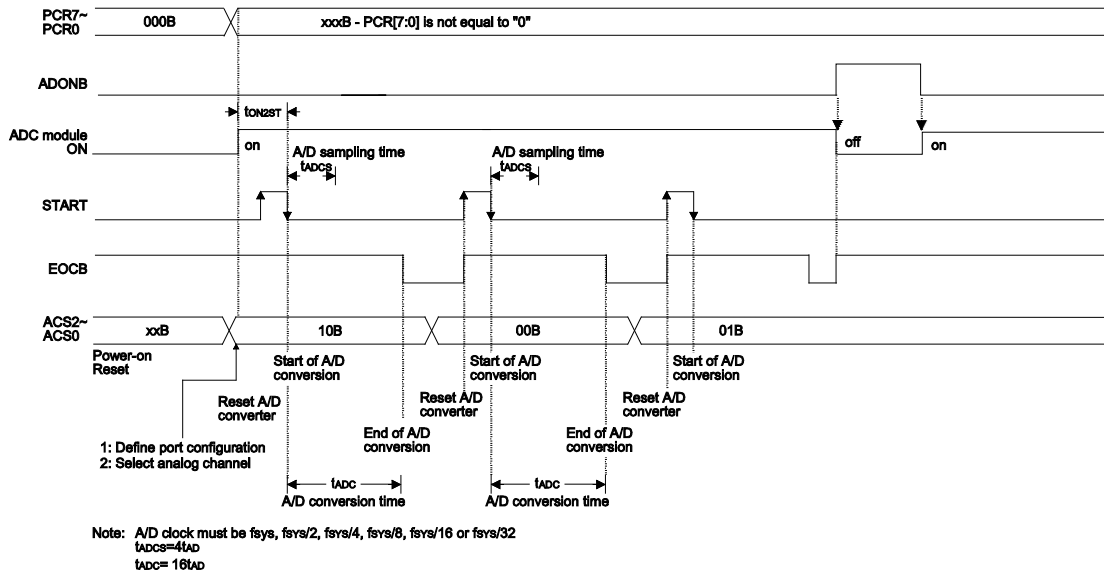 PCR7~
PCR0
000B
xxxB - PCR[7:0] is not equal to "0"
ADONB
tON2ST
ADC module
ON
on
off
on
A/D sampling time
tADCS
A/D sampling time
tADCS
START
EOCB
ACS2~
ACS0
xxB
10B
00B
01B
Power-on
Reset
Start of A/D
conversion
Start of A/D
conversion
Start of A/D
conversion
Reset A/D
converter
Reset A/D
converter
Reset A/D
converter
1: Define port configuration
2: Select analog channel
End of A/D
conversion
End of A/D
conversion
tADC
A/D conversion time
tADC
A/D conversion time
Note: A/D clock must be fsys, fSYS/2, fSYS/4, fSYS/8, fSYS/16 or fSYS/32
tADCS=4tAD
tADC= 16tAD